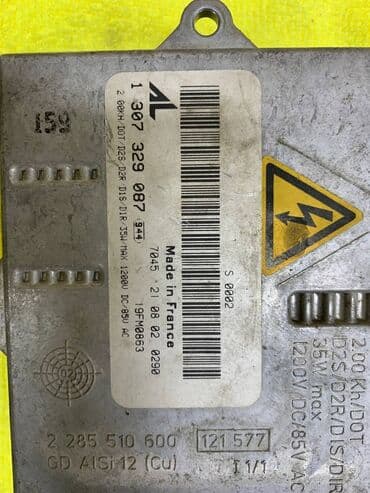 AL
1 307 329 087 944
2.00KH/DOT/D2S/D2R/D1S/D1R/35W MAX 1200V DC-85V AC
Made in France
7045 *21 08 02 0290
19FM0863
S 0002
159
2 285 510 600
121 577
GD AlSi-12 (Cu)
I 1/1
2.00 Kh/DOT
D2S/D2R/D1S/D1R
35W max
1200V DC/85V AC